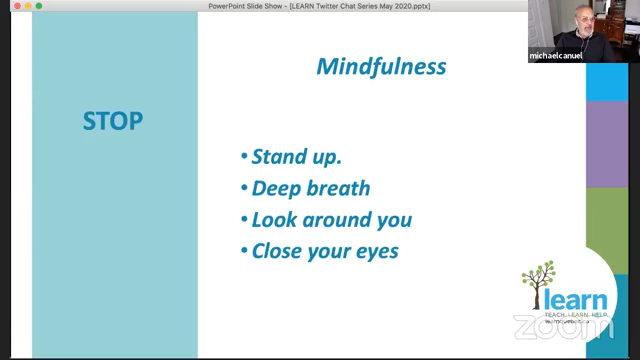 PowerPoint Slide Show - [LEARN Twitter Chat Series May 2020.pptx]
michaelcanuel
Mindfulness
STOP
• Stand up.
• Deep breath
• Look around you
• Close your eyes
learn
TEACH. LEARN. HELP.
zoom